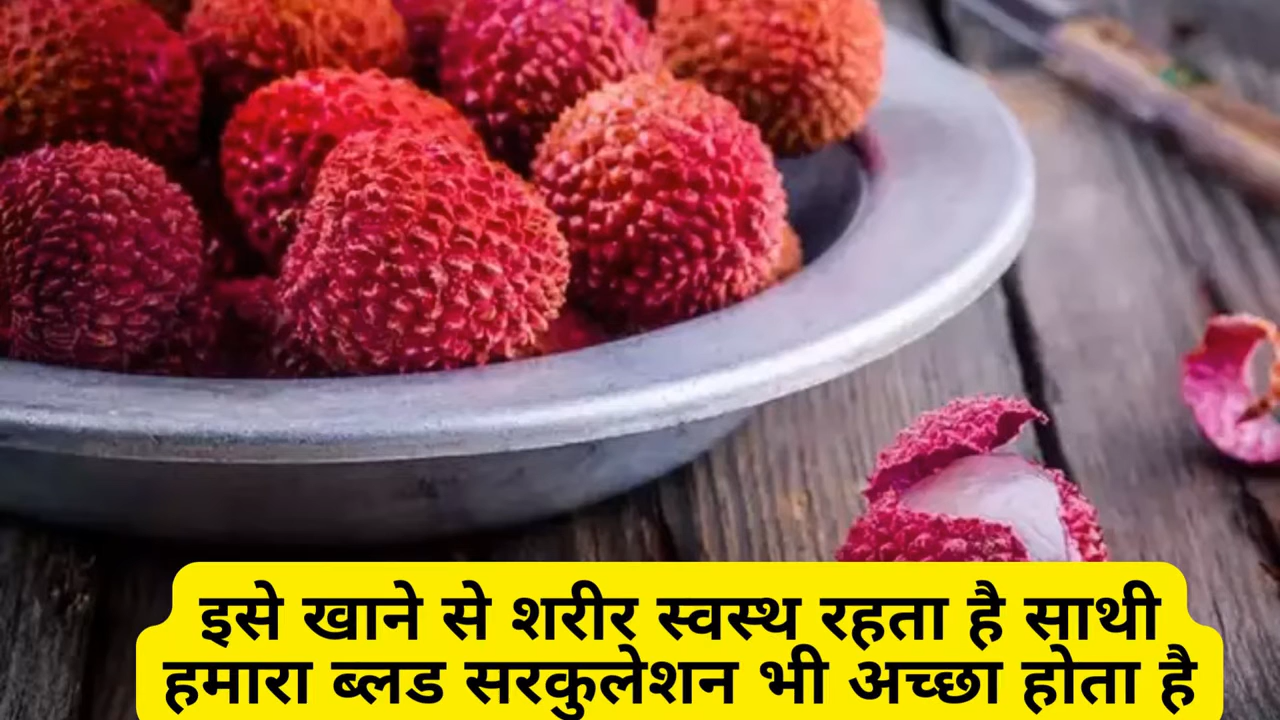 इसे खाने से शरीर स्वस्थ रहता है साथी
हमारा ब्लड सरकुलेशन भी अच्छा होता है